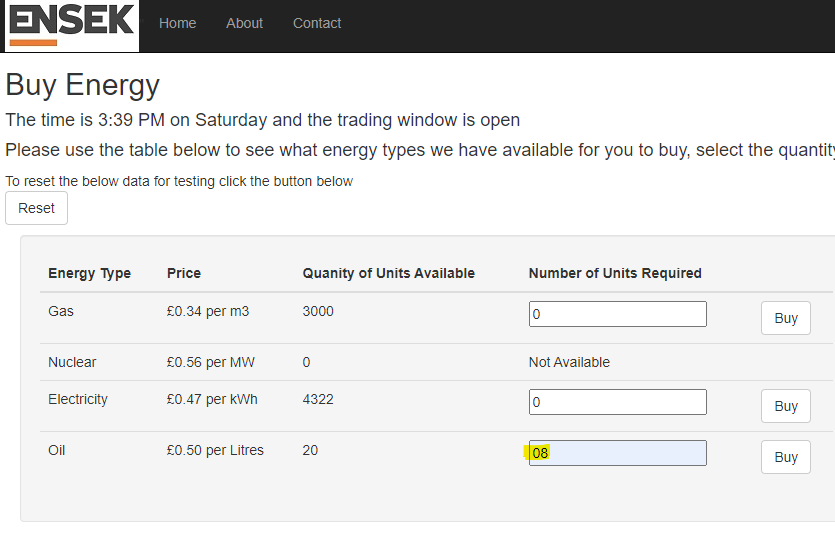 ENSEK Home About Contact
Buy Energy
The time is 3:39 PM on Saturday and the trading window is open
Please use the table below to see what energy types we have available for you to buy, select the quantity
To reset the below data for testing click the button below
Reset
Energy Type Price Quanity of Units Available Number of Units Required
Gas £0.34 per m3 3000 0 Buy
Nuclear £0.56 per MW 0 Not Available
Electricity £0.47 per kWh 4322 0 Buy
Oil £0.50 per Litres 20 08 Buy